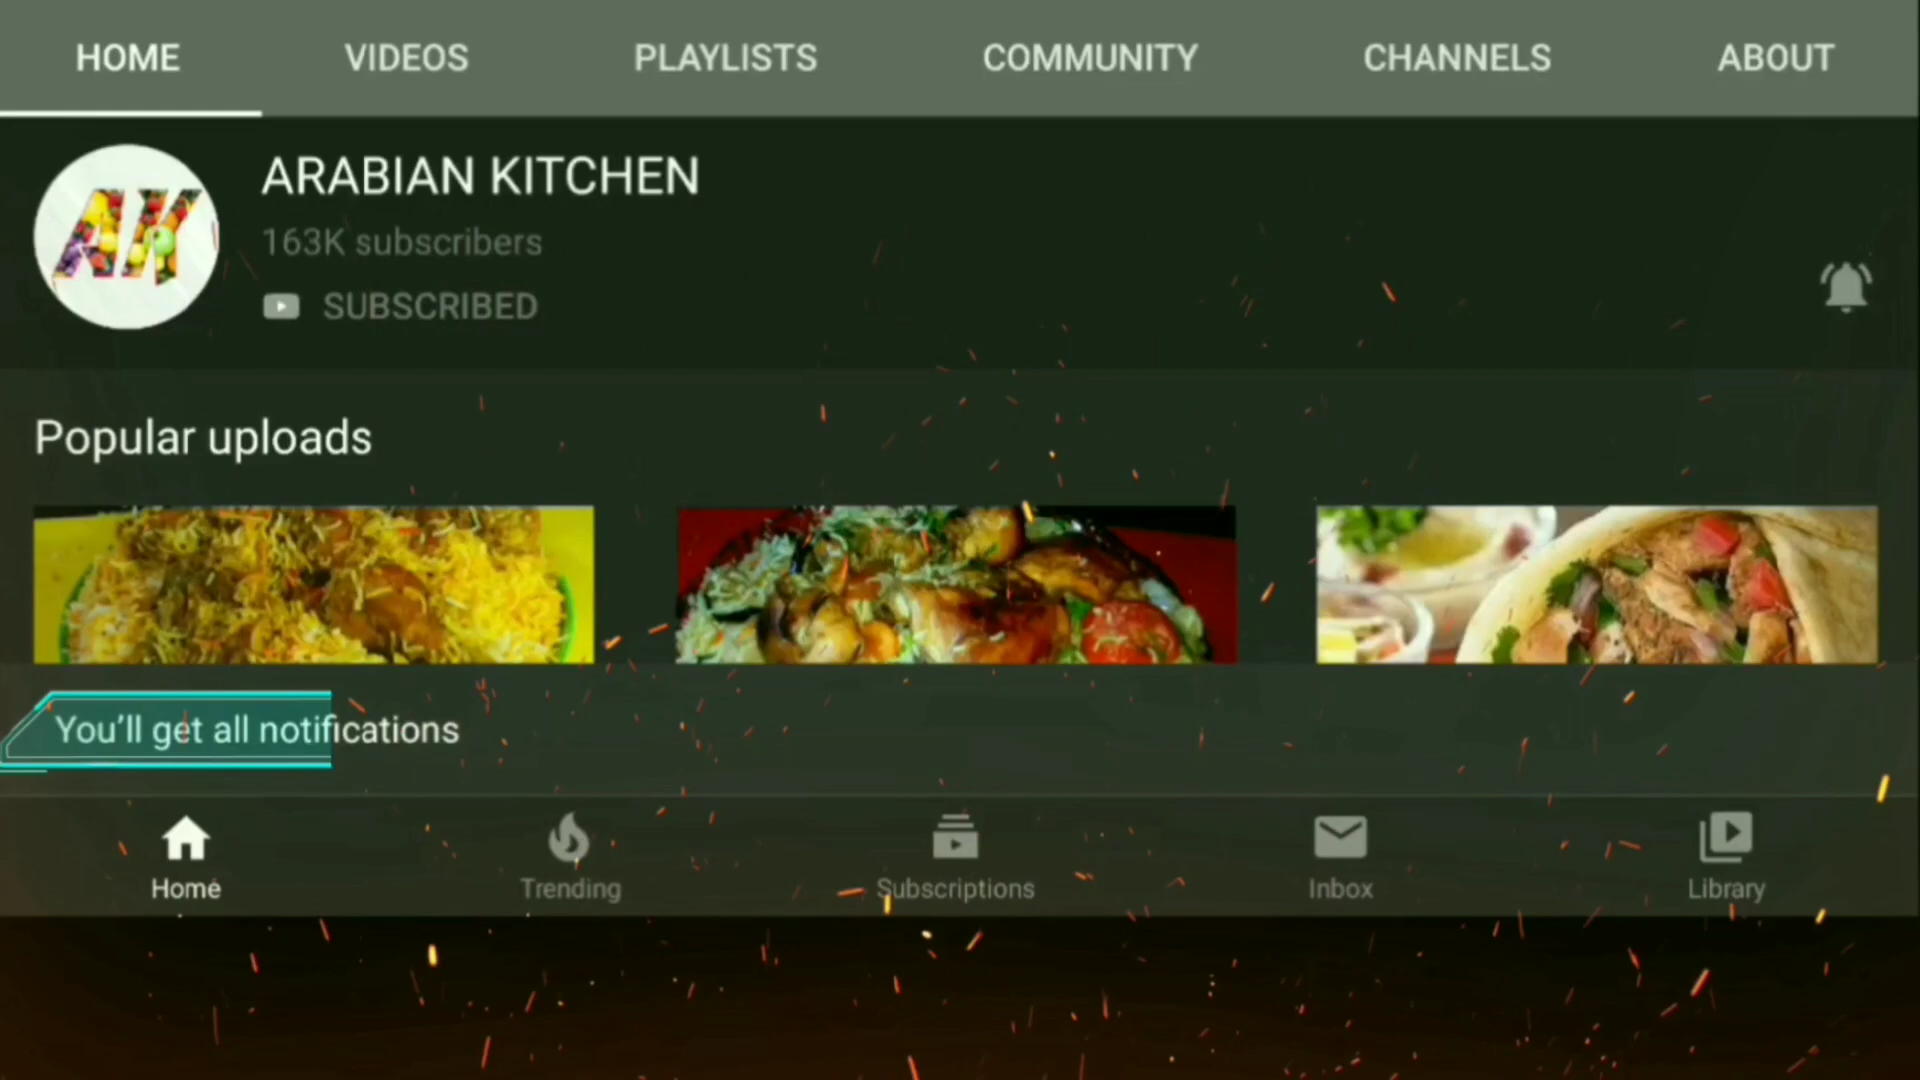 HOME VIDEOS PLAYLISTS COMMUNITY CHANNELS ABOUT
AK
ARABIAN KITCHEN
163K subscribers
SUBSCRIBED
Popular uploads
You’ll get all notifications
Home Trending Subscriptions Inbox Library